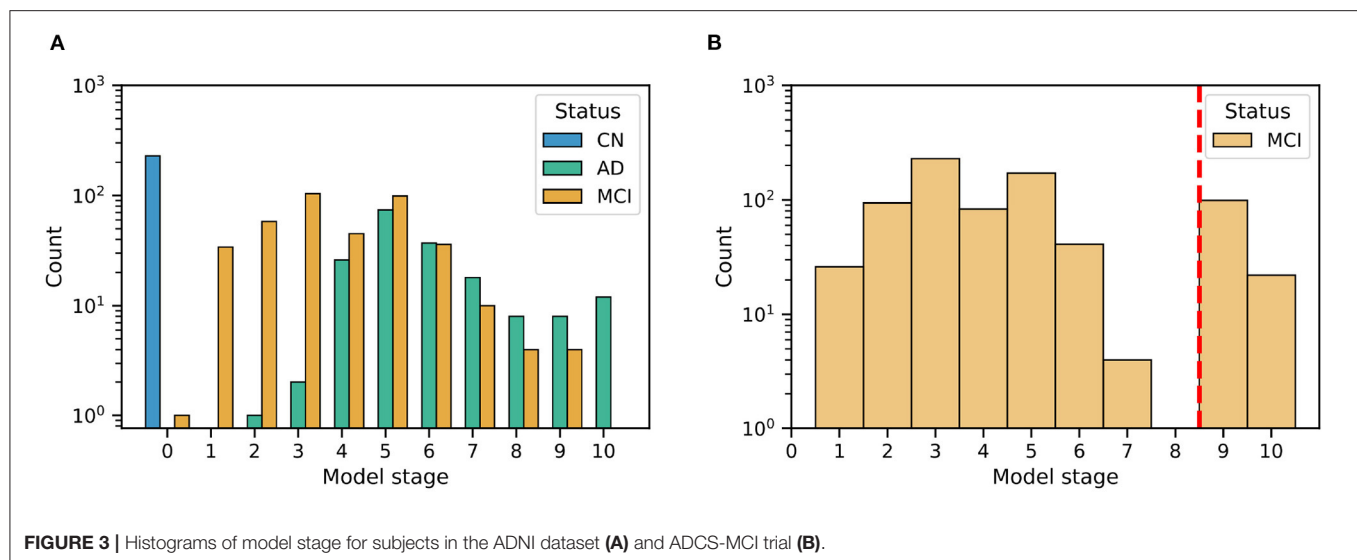 A
B
10^3
10^2
10^1
10^0
Count
0 1 2 3 4 5 6 7 8 9 10
Model stage
Status
CN
AD
MCI
10^3
10^2
10^1
10^0
Count
0 1 2 3 4 5 6 7 8 9 10
Model stage
Status
MCI
FIGURE 3 | Histograms of model stage for subjects in the ADNI dataset (A) and ADCS-MCI trial (B).